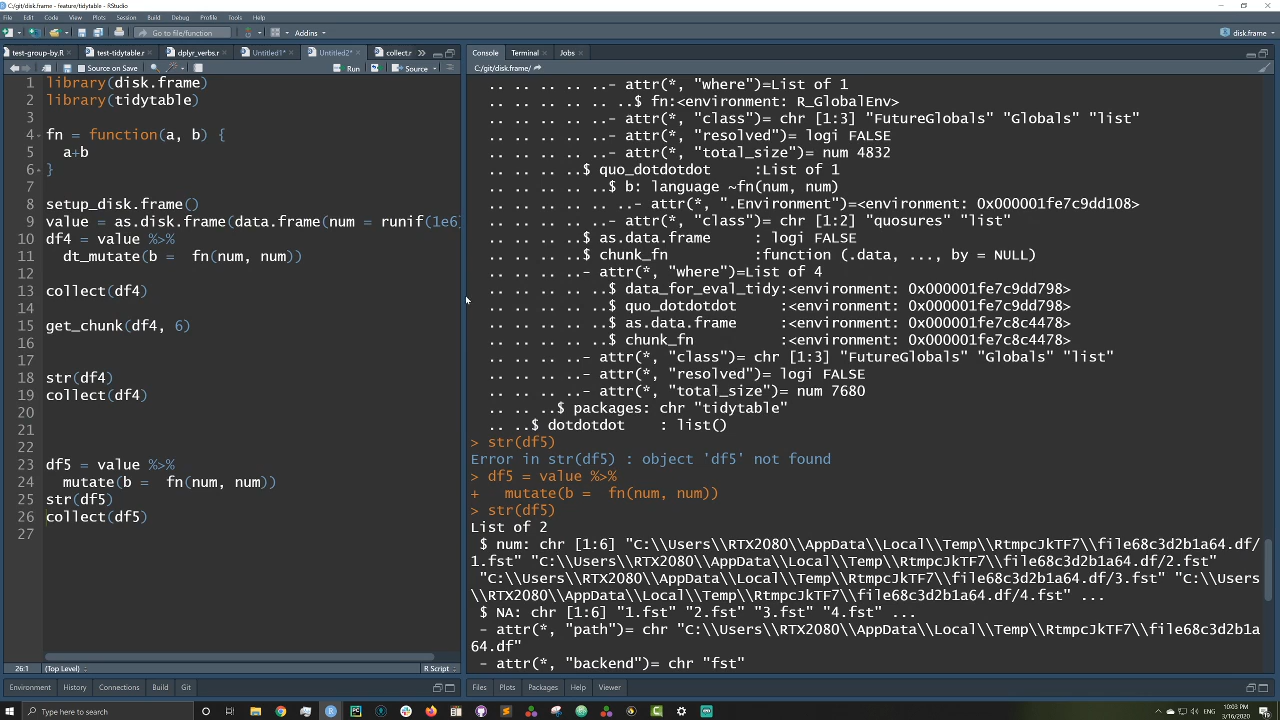 C:/git/disk.frame - feature/tidytable - RStudio
File Edit Code View Plots Session Build Debug Profile Tools Help
Go to file/function Addins disk.frame
test-group-by.R test-tidytable.r dplyr_verbs.r Untitled1* Untitled2* collect.r
Source on Save Run Source
1 library(disk.frame)
2 library(tidytable)
3
4 fn = function(a, b) {
5 a+b
6 }
7
8 setup_disk.frame()
9 value = as.disk.frame(data.frame(num = runif(1e6
10 df4 = value %>%
11 dt_mutate(b = fn(num, num))
12
13 collect(df4)
14
15 get_chunk(df4, 6)
16
17
18 str(df4)
19 collect(df4)
20
21
22
23 df5 = value %>%
24 mutate(b = fn(num, num))
25 str(df5)
26 collect(df5)
27
26:1 (Top Level) R Script
Environment History Connections Build Git
Console Terminal Jobs
C:/git/disk.frame/
.. .. .. .. ..- attr(*, "where")=List of 1
.. .. .. .. .. ..$ fn:<environment: R_GlobalEnv>
.. .. .. .. ..- attr(*, "class")= chr [1:3] "FutureGlobals" "Globals" "list"
.. .. .. .. ..- attr(*, "resolved")= logi FALSE
.. .. .. .. ..- attr(*, "total_size")= num 4832
.. .. .. ..$ quo_dotdotdot :List of 1
.. .. .. .. ..$ b: language ~fn(num, num)
.. .. .. .. .. ..- attr(*, ".Environment")=<environment: 0x000001fe7c9dd108>
.. .. .. .. ..- attr(*, "class")= chr [1:2] "quosures" "list"
.. .. .. ..$ as.data.frame : logi FALSE
.. .. .. ..$ chunk_fn :function (.data, ..., by = NULL)
.. .. .. ..- attr(*, "where")=List of 4
.. .. .. .. ..$ data_for_eval_tidy:<environment: 0x000001fe7c9dd798>
.. .. .. .. ..$ quo_dotdotdot :<environment: 0x000001fe7c9dd798>
.. .. .. .. ..$ as.data.frame :<environment: 0x000001fe7c8c4478>
.. .. .. .. ..$ chunk_fn :<environment: 0x000001fe7c8c4478>
.. .. .. ..- attr(*, "class")= chr [1:3] "FutureGlobals" "Globals" "list"
.. .. .. ..- attr(*, "resolved")= logi FALSE
.. .. .. ..- attr(*, "total_size")= num 7680
.. .. ..$ packages: chr "tidytable"
.. ..$ dotdotdot : list()
> str(df5)
Error in str(df5) : object 'df5' not found
> df5 = value %>%
+ mutate(b = fn(num, num))
> str(df5)
List of 2
$ num: chr [1:6] "C:\\Users\\RTX2080\\AppData\\Local\\Temp\\RtmpcJkTF7\\file68c3d2b1a64.df/
1.fst" "C:\\Users\\RTX2080\\AppData\\Local\\Temp\\RtmpcJkTF7\\file68c3d2b1a64.df/2.fst"
"C:\\Users\\RTX2080\\AppData\\Local\\Temp\\RtmpcJkTF7\\file68c3d2b1a64.df/3.fst" "C:\\Users
\\RTX2080\\AppData\\Local\\Temp\\RtmpcJkTF7\\file68c3d2b1a64.df/4.fst" ...
$ NA: chr [1:6] "1.fst" "2.fst" "3.fst" "4.fst" ...
- attr(*, "path")= chr "C:\\Users\\RTX2080\\AppData\\Local\\Temp\\RtmpcJkTF7\\file68c3d2b1a
64.df"
- attr(*, "backend")= chr "fst"
Files Plots Packages Help Viewer
Type here to search
ENG 10:03 PM
3/16/2020